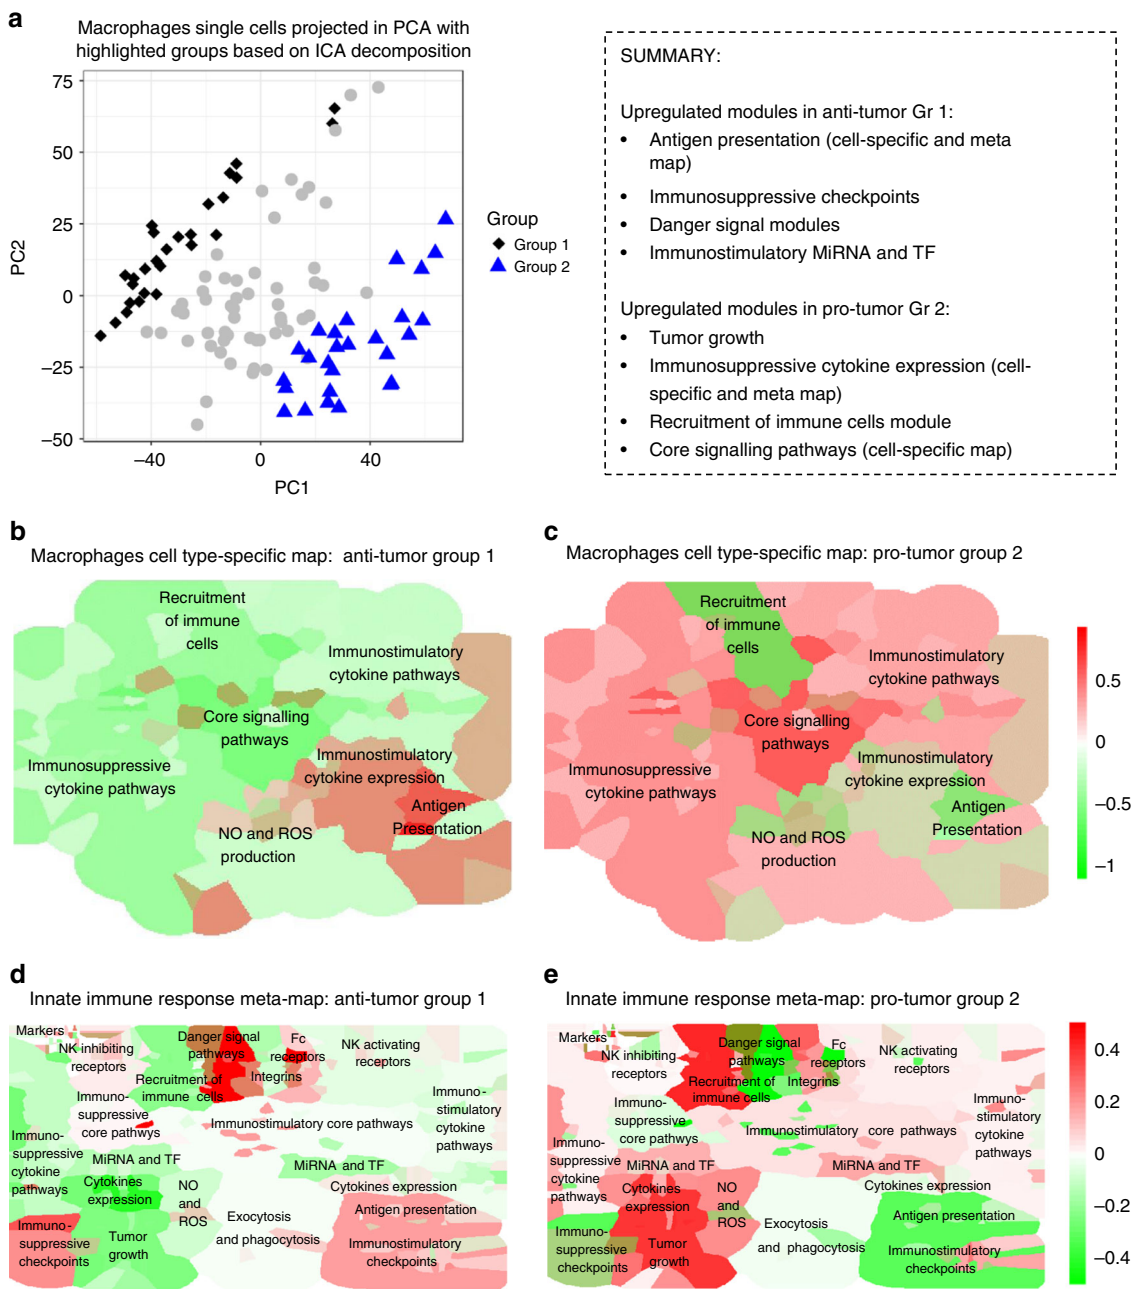 a
Macrophages single cells projected in PCA with
highlighted groups based on ICA decomposition
75
50
25
0
−25
−50
−40
0
40
PC2
PC1
Group
Group 1
Group 2
SUMMARY:
Upregulated modules in anti-tumor Gr 1:
• Antigen presentation (cell-specific and meta
map)
• Immunosuppressive checkpoints
• Danger signal modules
• Immunostimulatory MiRNA and TF
Upregulated modules in pro-tumor Gr 2:
• Tumor growth
• Immunosuppressive cytokine expression (cell-
specific and meta map)
• Recruitment of immune cells module
• Core signalling pathways (cell-specific map)
b
Macrophages cell type-specific map: anti-tumor group 1
Recruitment
of immune
cells
Immunostimulatory
cytokine pathways
Core signalling
pathways
Immunosuppressive
cytokine pathways
Immunostimulatory
cytokine expression
Antigen
Presentation
NO and ROS
production
c
Macrophages cell type-specific map: pro-tumor group 2
Recruitment
of immune
cells
Immunostimulatory
cytokine pathways
Core signalling
pathways
Immunosuppressive
cytokine pathways
Immunostimulatory
cytokine expression
Antigen
Presentation
NO and ROS
production
0.5
0
−0.5
−1
d
Innate immune response meta-map: anti-tumor group 1
Markers
NK inhibiting
receptors
Danger signal
pathways
Fc
receptors
NK activating
receptors
Recruitment of
immune cells
Integrins
Immuno-
suppressive
core pathwys
Immunostimulatory core pathways
Immuno-
stimulatory
cytokine
pathways
Immuno-
suppressive
cytokine
pathways
MiRNA and TF
MiRNA and TF
Cytokines
expression
NO
and
ROS
Cytokines expression
Antigen presentation
Exocytosis
and phagocytosis
Immuno-
suppressive
checkpoints
Tumor
growth
Immunostimulatory
checkpoints
e
Innate immune response meta-map: pro-tumor group 2
Markers
NK inhibiting
receptors
Danger signal
pathways
Fc
receptors
NK activating
receptors
Recruitment of
immune cells
Integrins
Immuno-
suppressive
core pathwys
Immunostimulatory core pathways
Immuno-
stimulatory
cytokine
pathways
Immuno-
suppressive
cytokine
pathways
MiRNA and TF
MiRNA and TF
Cytokines
expression
NO
and
ROS
Cytokines expression
Antigen presentation
Exocytosis
and phagocytosis
Immuno-
suppressive
checkpoints
Tumor
growth
Immunostimulatory
checkpoints
0.4
0.2
0
−0.2
−0.4